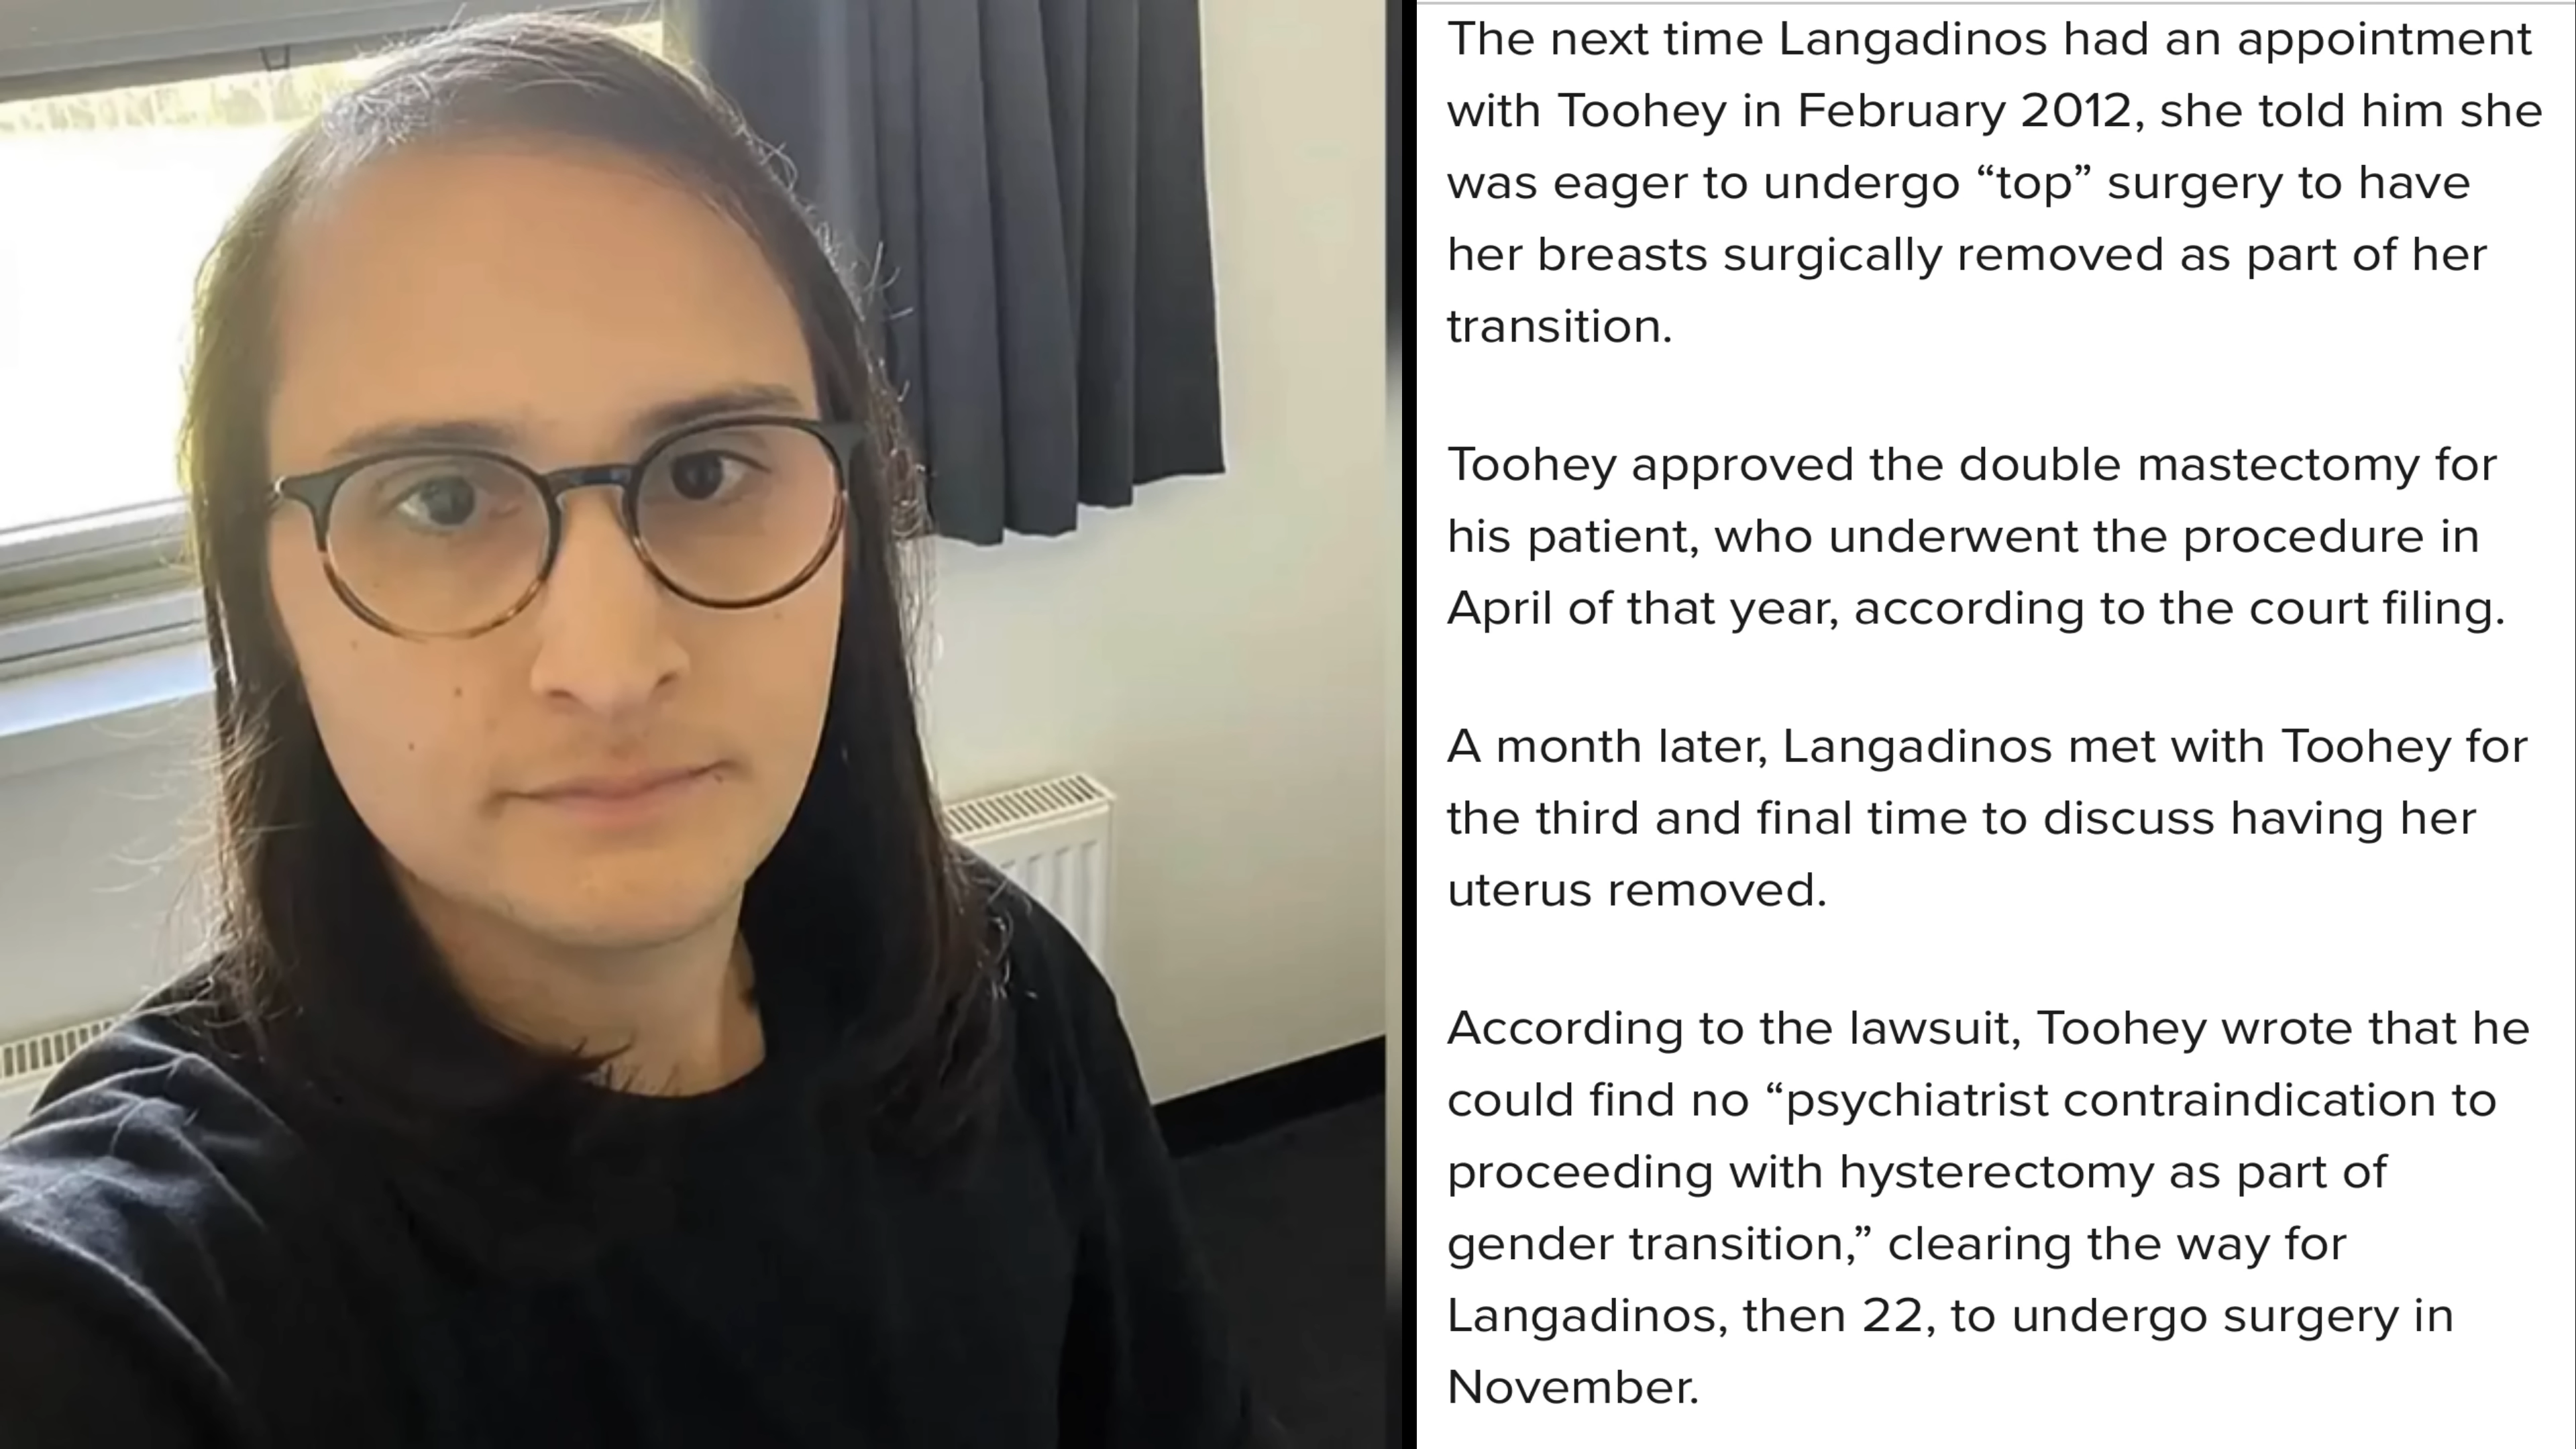 The next time Langadinos had an appointment
with Toohey in February 2012, she told him she
was eager to undergo “top” surgery to have
her breasts surgically removed as part of her
transition.
Toohey approved the double mastectomy for
his patient, who underwent the procedure in
April of that year, according to the court filing.
A month later, Langadinos met with Toohey for
the third and final time to discuss having her
uterus removed.
According to the lawsuit, Toohey wrote that he
could find no “psychiatrist contraindication to
proceeding with hysterectomy as part of
gender transition,” clearing the way for
Langadinos, then 22, to undergo surgery in
November.